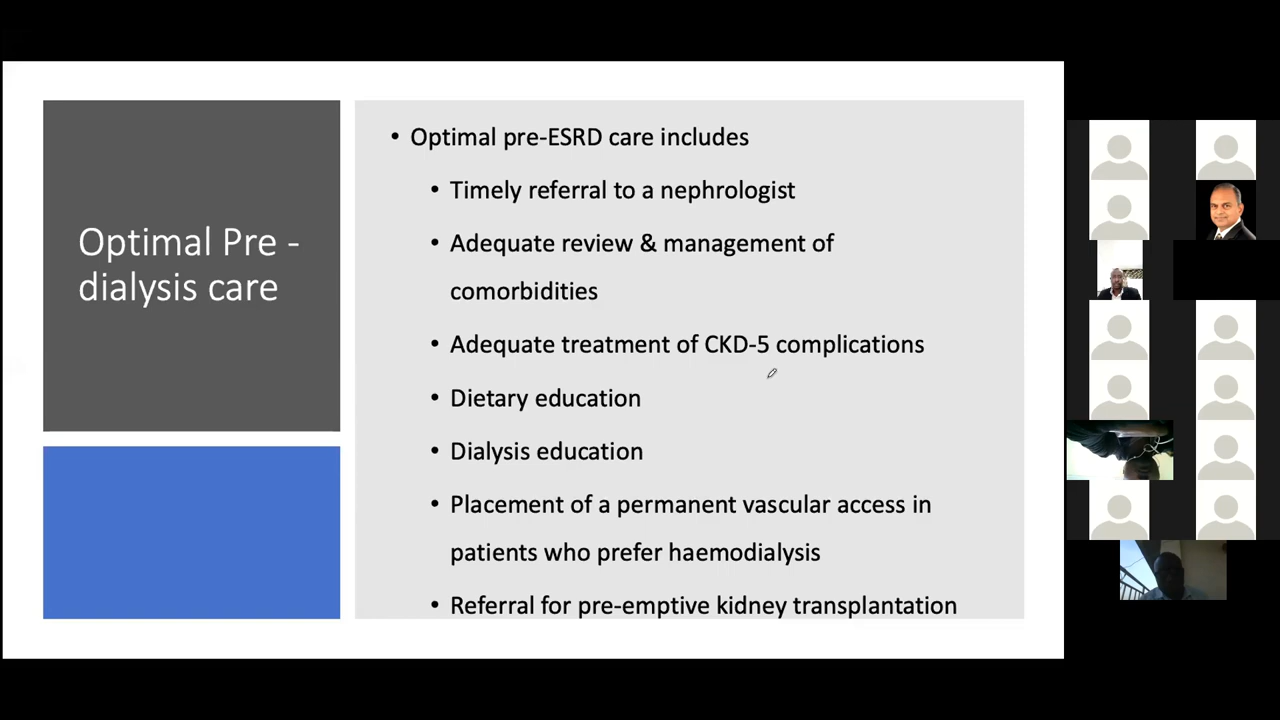 Optimal Pre -
dialysis care
• Optimal pre-ESRD care includes
• Timely referral to a nephrologist
• Adequate review & management of
comorbidities
• Adequate treatment of CKD-5 complications
• Dietary education
• Dialysis education
• Placement of a permanent vascular access in
patients who prefer haemodialysis
• Referral for pre-emptive kidney transplantation